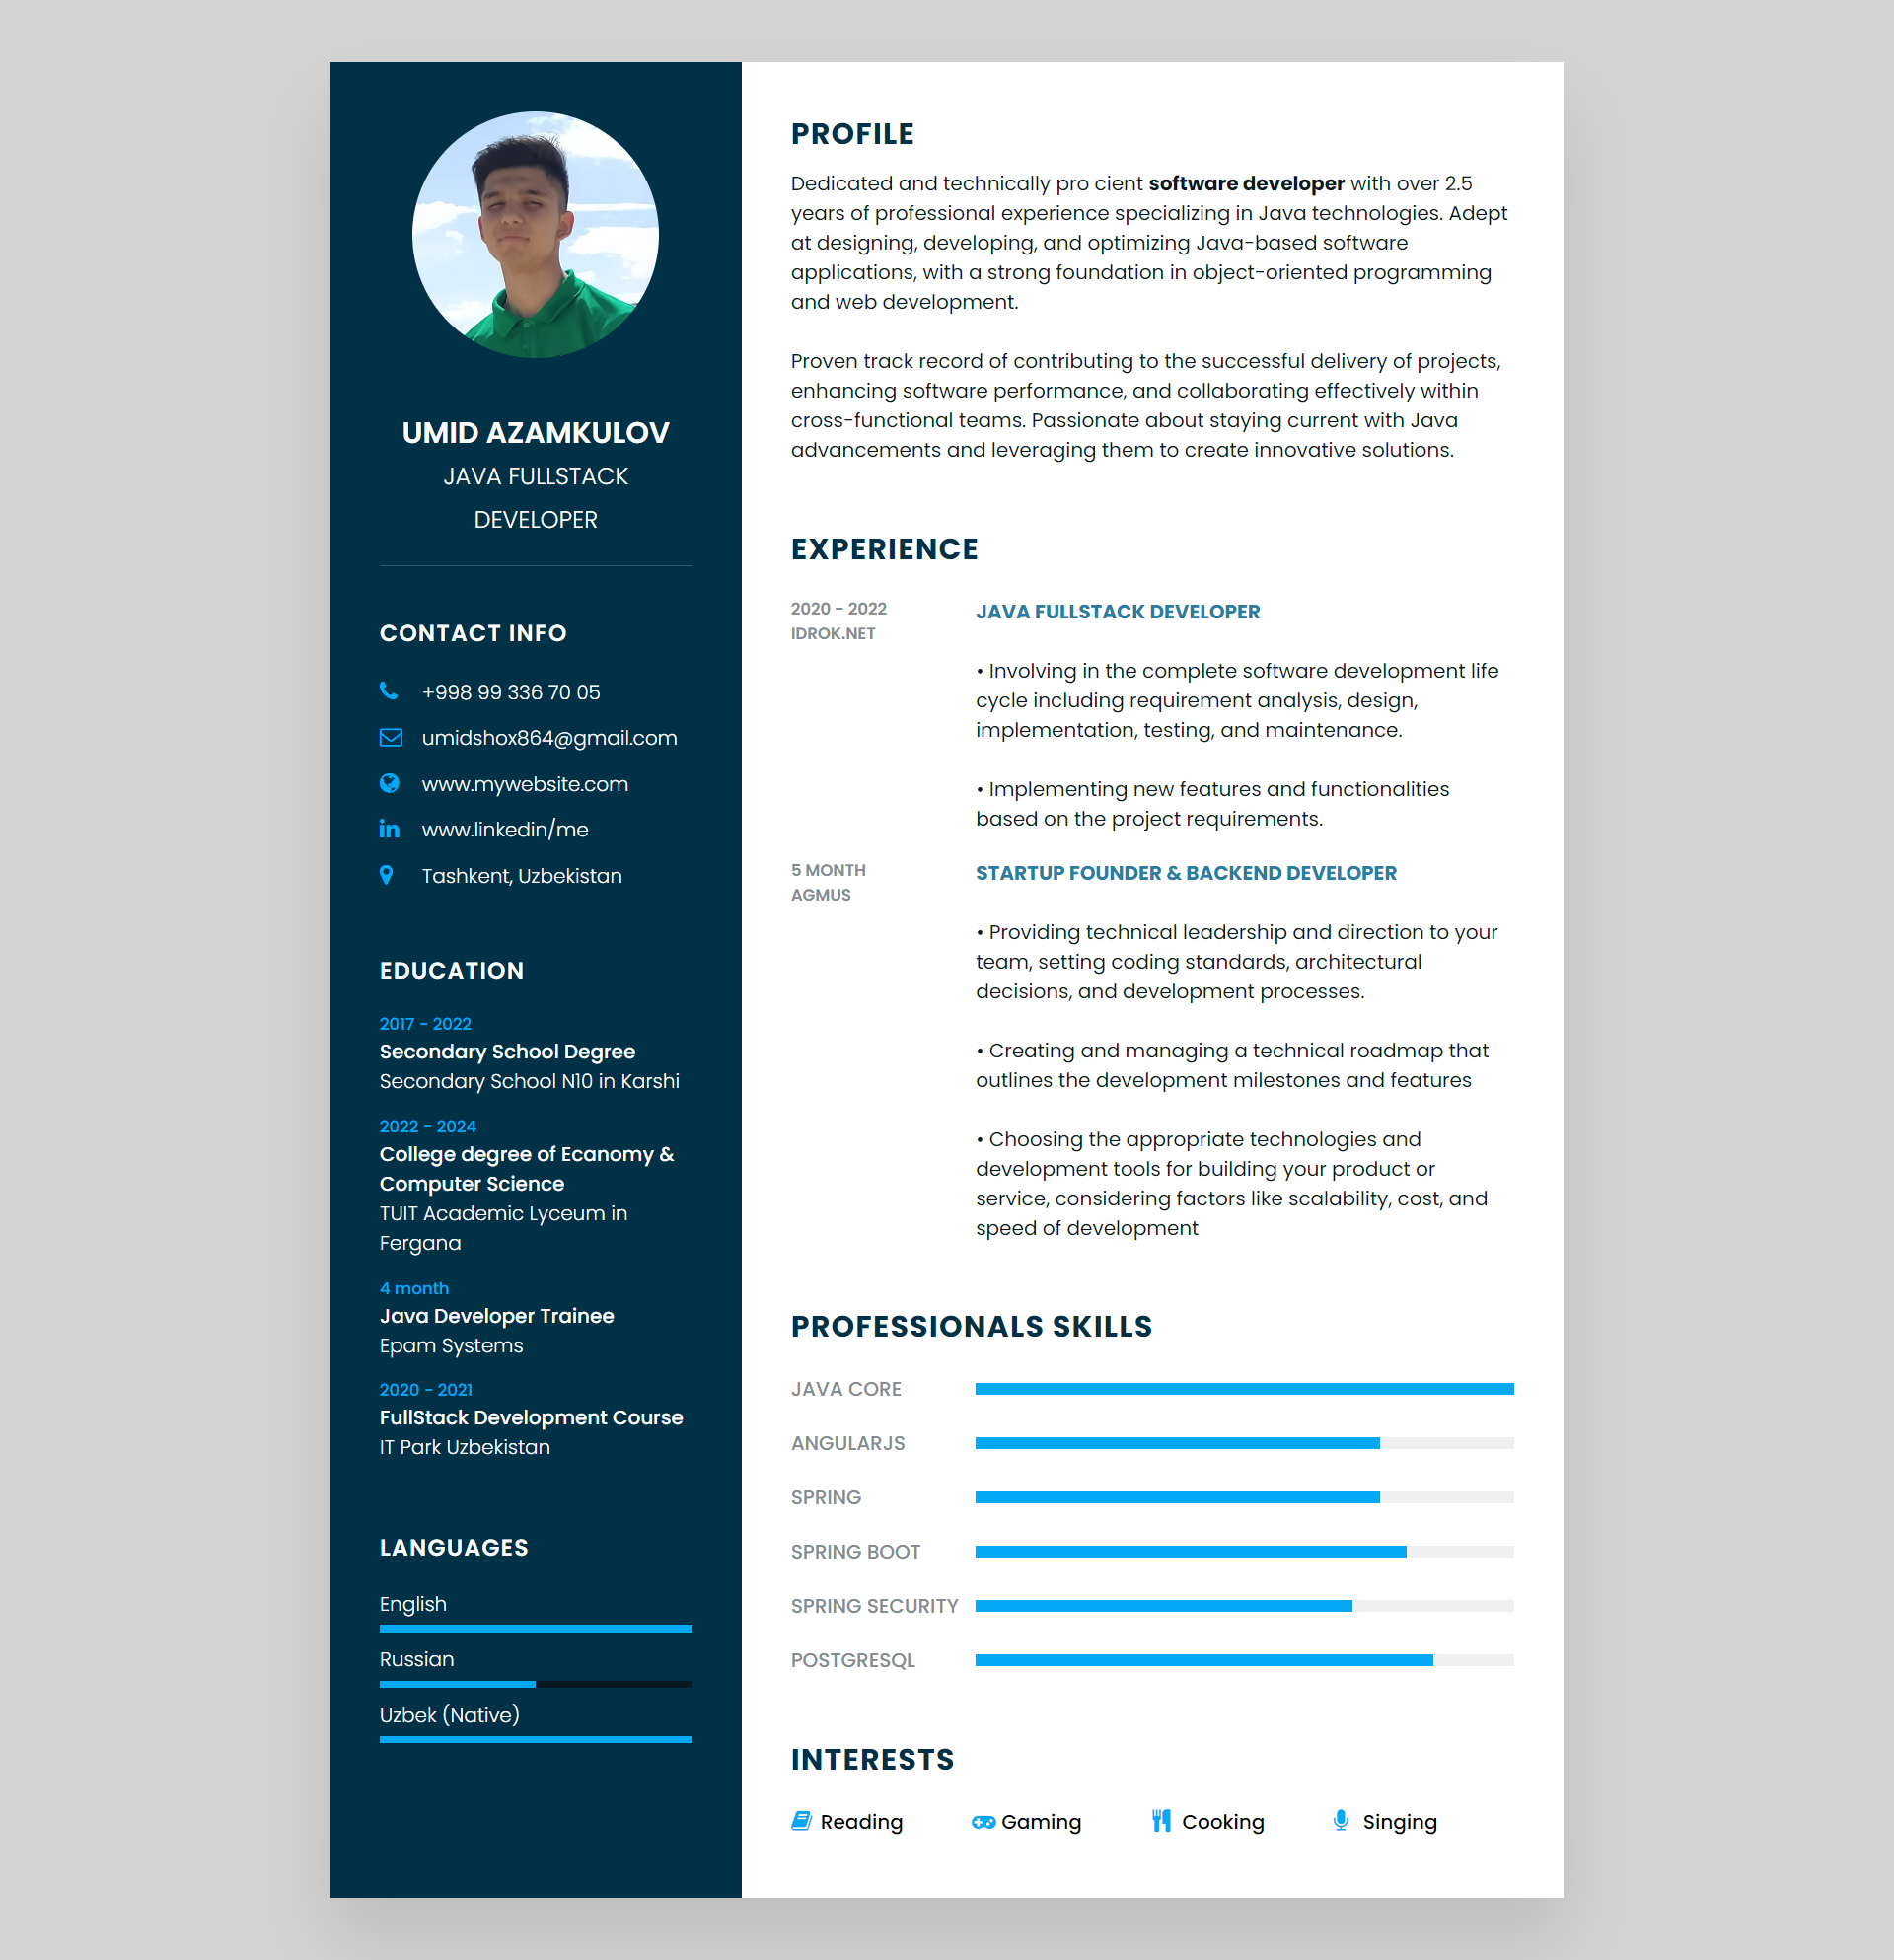 UMID AZAMKULOV
JAVA FULLSTACK
DEVELOPER
CONTACT INFO
+998 99 336 70 05
umidshox864@gmail.com
www.mywebsite.com
www.linkedin/me
Tashkent, Uzbekistan
EDUCATION
2017 - 2022
Secondary School Degree
Secondary School N10 in Karshi
2022 - 2024
College degree of Ecanomy &
Computer Science
TUIT Academic Lyceum in
Fergana
4 month
Java Developer Trainee
Epam Systems
2020 - 2021
FullStack Development Course
IT Park Uzbekistan
LANGUAGES
English
Russian
Uzbek (Native)
PROFILE
Dedicated and technically pro cient software developer with over 2.5
years of professional experience specializing in Java technologies. Adept
at designing, developing, and optimizing Java-based software
applications, with a strong foundation in object-oriented programming
and web development.
Proven track record of contributing to the successful delivery of projects,
enhancing software performance, and collaborating effectively within
cross-functional teams. Passionate about staying current with Java
advancements and leveraging them to create innovative solutions.
EXPERIENCE
2020 - 2022
IDROK.NET
JAVA FULLSTACK DEVELOPER
• Involving in the complete software development life
cycle including requirement analysis, design,
implementation, testing, and maintenance.
• Implementing new features and functionalities
based on the project requirements.
5 MONTH
AGMUS
STARTUP FOUNDER & BACKEND DEVELOPER
• Providing technical leadership and direction to your
team, setting coding standards, architectural
decisions, and development processes.
• Creating and managing a technical roadmap that
outlines the development milestones and features
• Choosing the appropriate technologies and
development tools for building your product or
service, considering factors like scalability, cost, and
speed of development
PROFESSIONALS SKILLS
JAVA CORE
ANGULARJS
SPRING
SPRING BOOT
SPRING SECURITY
POSTGRESQL
INTERESTS
Reading Gaming Cooking Singing